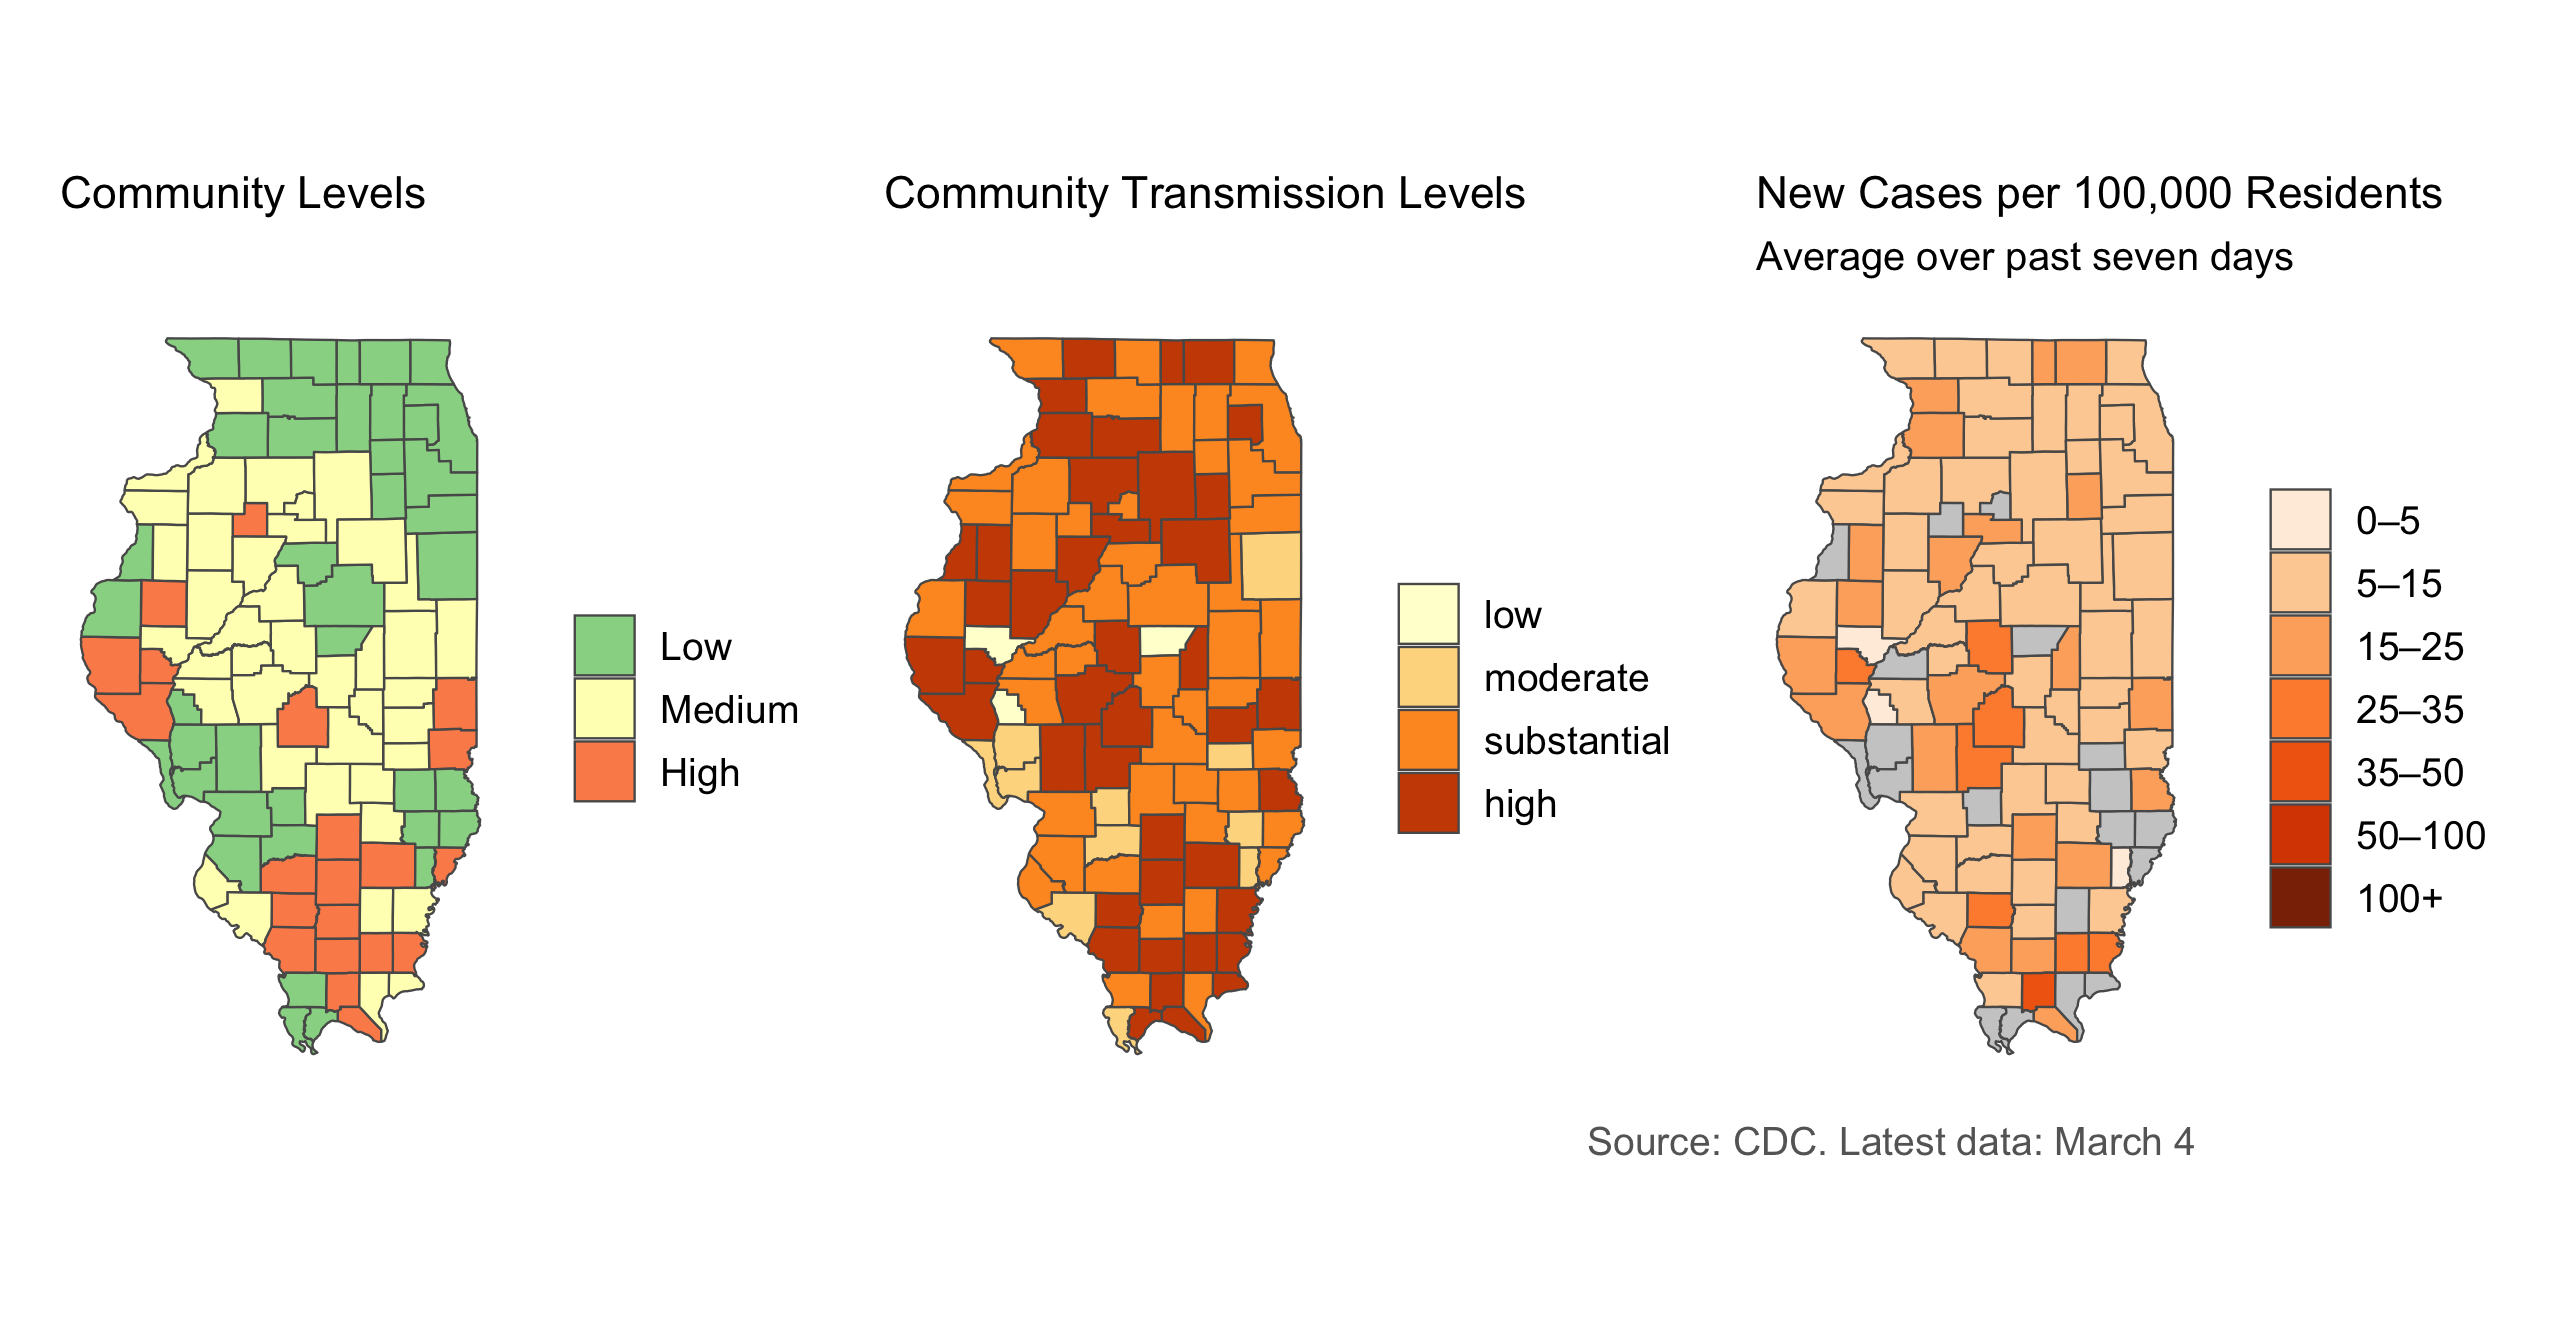 Community Levels
Low
Medium
High
Community Transmission Levels
low
moderate
substantial
high
New Cases per 100,000 Residents
Average over past seven days
0–5
5–15
15–25
25–35
35–50
50–100
100+
Source: CDC. Latest data: March 4